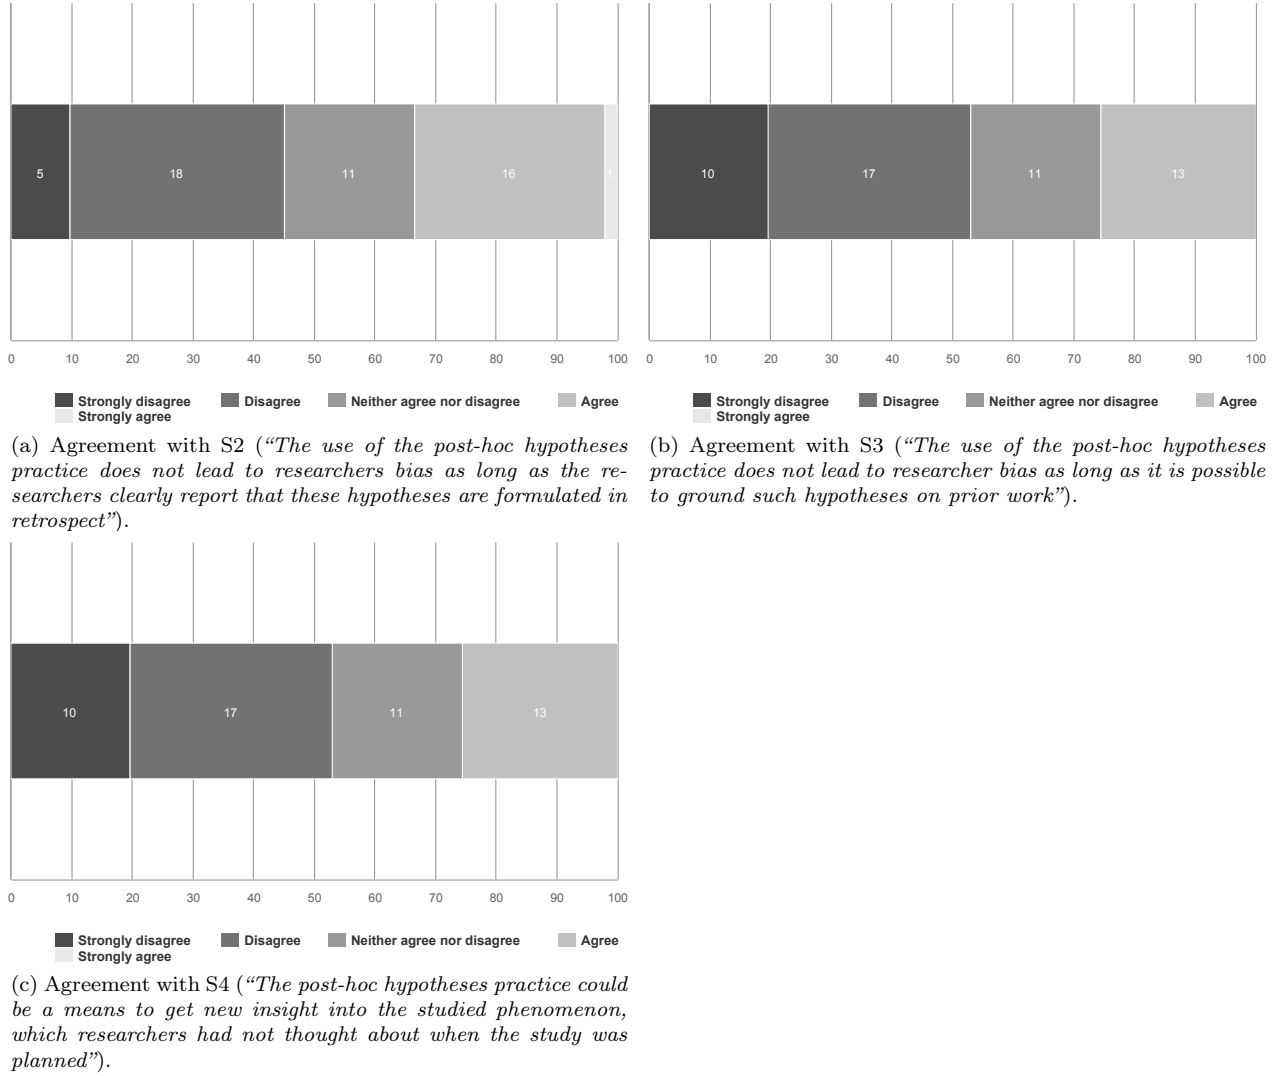 5 18 11 16 1
0 10 20 30 40 50 60 70 80 90 100
Strongly disagree Disagree Neither agree nor disagree Agree
Strongly agree
(a) Agreement with S2 (“The use of the post-hoc hypotheses
practice does not lead to researchers bias as long as the re-
searchers clearly report that these hypotheses are formulated in
retrospect”).
10 17 11 13
0 10 20 30 40 50 60 70 80 90 100
Strongly disagree Disagree Neither agree nor disagree Agree
Strongly agree
(b) Agreement with S3 (“The use of the post-hoc hypotheses
practice does not lead to researcher bias as long as it is possible
to ground such hypotheses on prior work”).
10 17 11 13
0 10 20 30 40 50 60 70 80 90 100
Strongly disagree Disagree Neither agree nor disagree Agree
Strongly agree
(c) Agreement with S4 (“The post-hoc hypotheses practice could
be a means to get new insight into the studied phenomenon,
which researchers had not thought about when the study was
planned”).